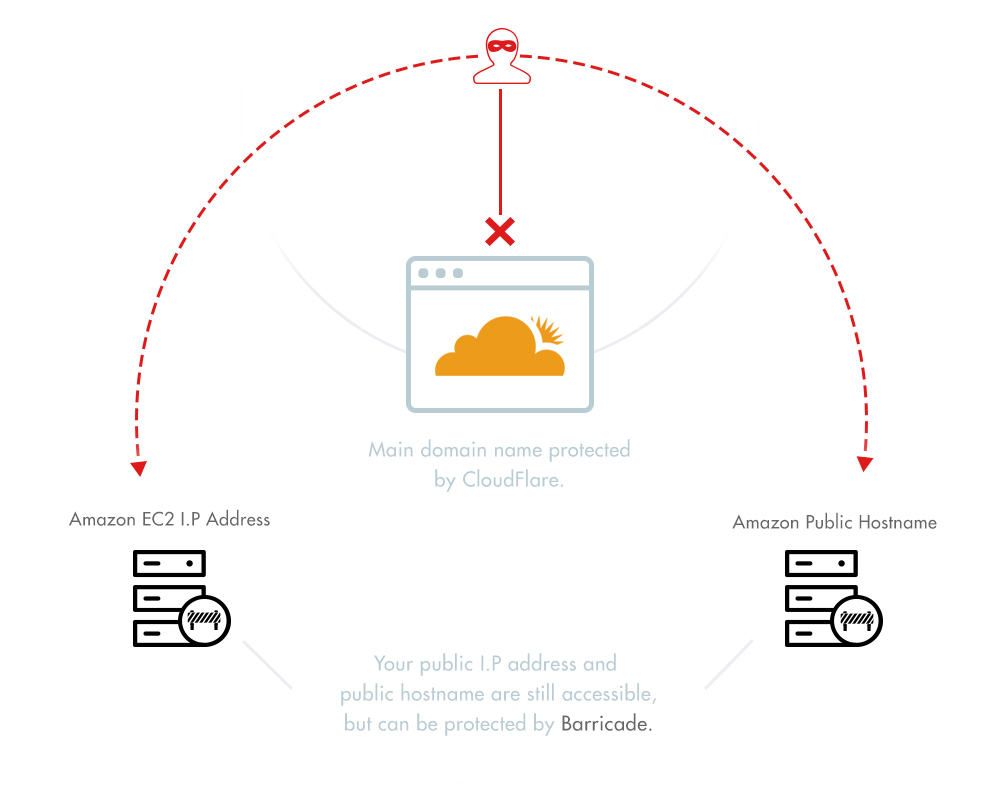 Main domain name protected
by CloudFlare.
Amazon EC2 I.P Address
Amazon Public Hostname
Your public I.P address and
public hostname are still accessible,
but can be protected by Barricade.